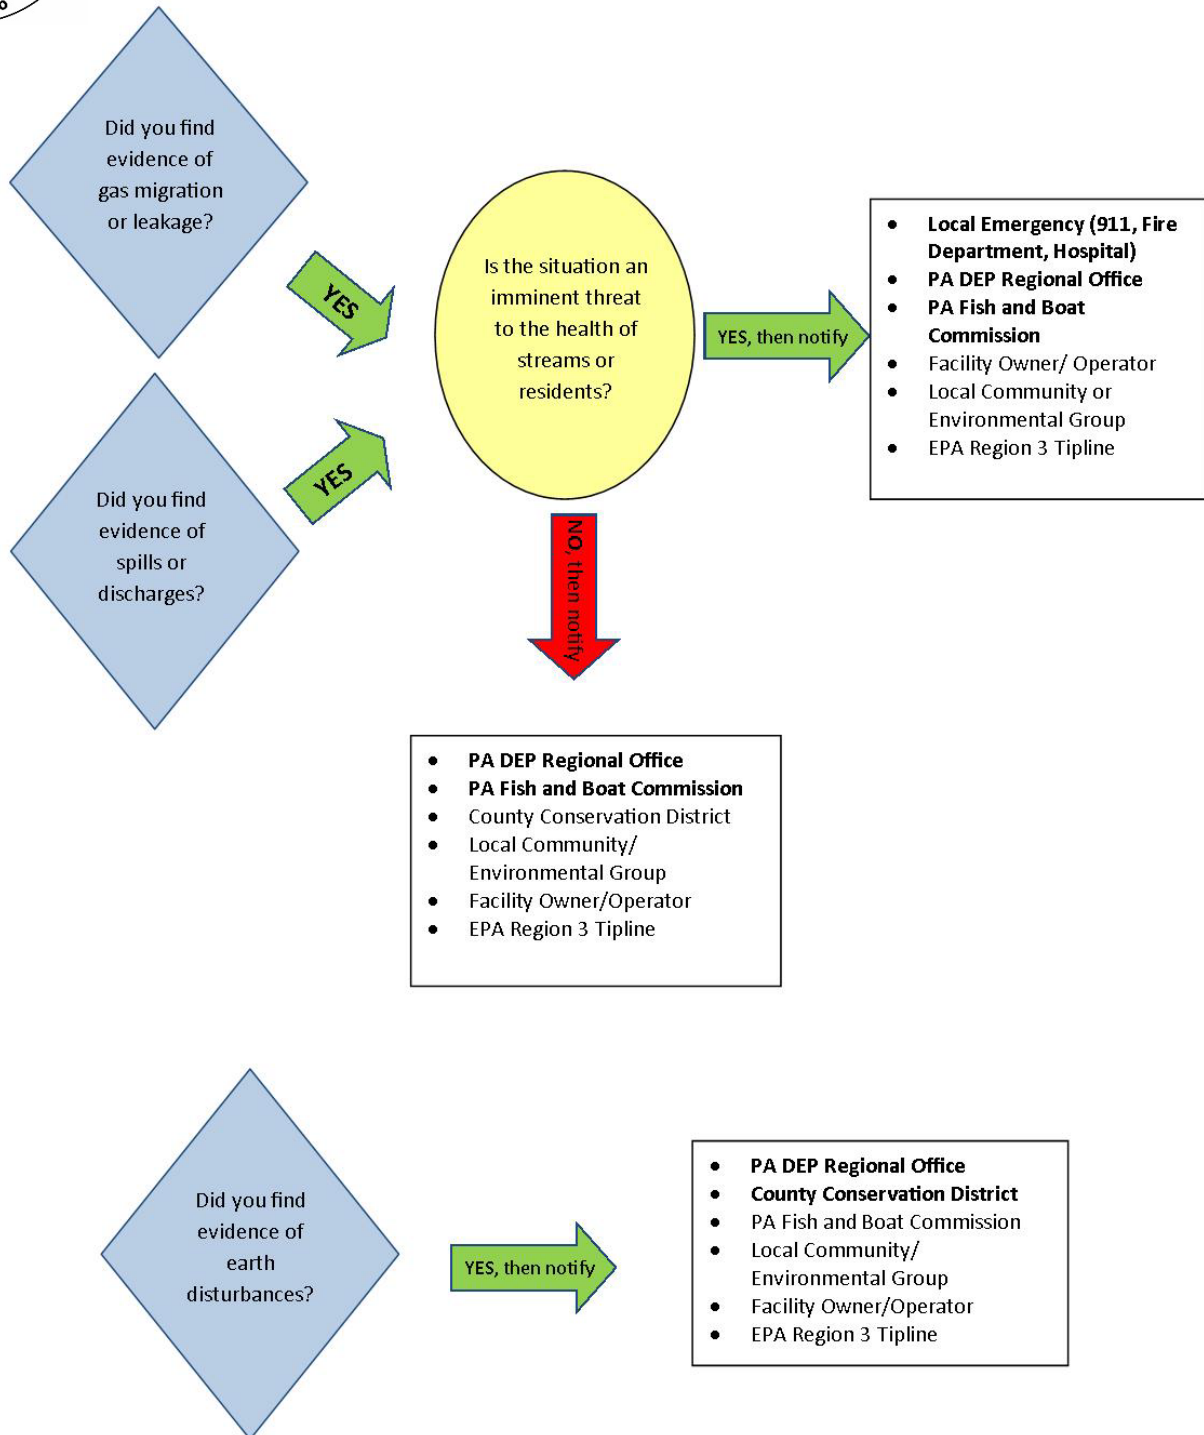 Did you find
evidence of
gas migration
or leakage?
YES
Did you find
evidence of
spills or
discharges?
YES
Is the situation an
imminent threat
to the health of
streams or
residents?
YES, then notify
• Local Emergency (911, Fire
Department, Hospital)
• PA DEP Regional Office
• PA Fish and Boat
Commission
• Facility Owner/ Operator
• Local Community or
Environmental Group
• EPA Region 3 Tipline
NO, then notify
• PA DEP Regional Office
• PA Fish and Boat Commission
• County Conservation District
• Local Community/
Environmental Group
• Facility Owner/Operator
• EPA Region 3 Tipline
Did you find
evidence of
earth
disturbances?
YES, then notify
• PA DEP Regional Office
• County Conservation District
• PA Fish and Boat Commission
• Local Community/
Environmental Group
• Facility Owner/Operator
• EPA Region 3 Tipline